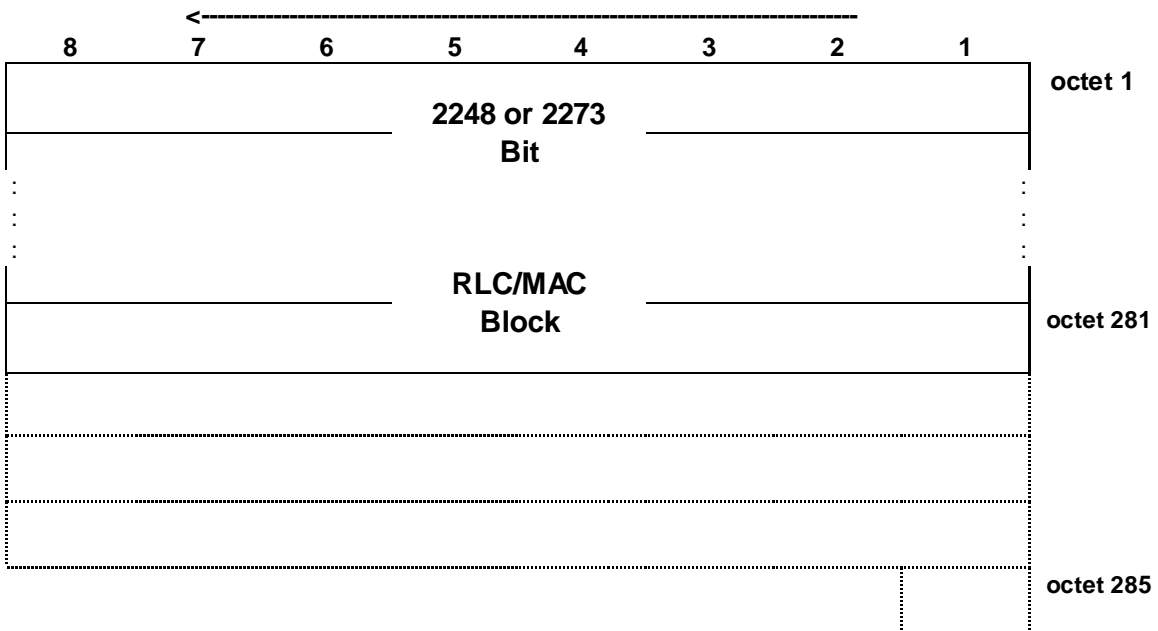 <----------------------------------------------------------------------------------
8 7 6 5 4 3 2 1
octet 1
2248 or 2273
Bit
: :
: :
: :
RLC/MAC
Block
octet 281
octet 285